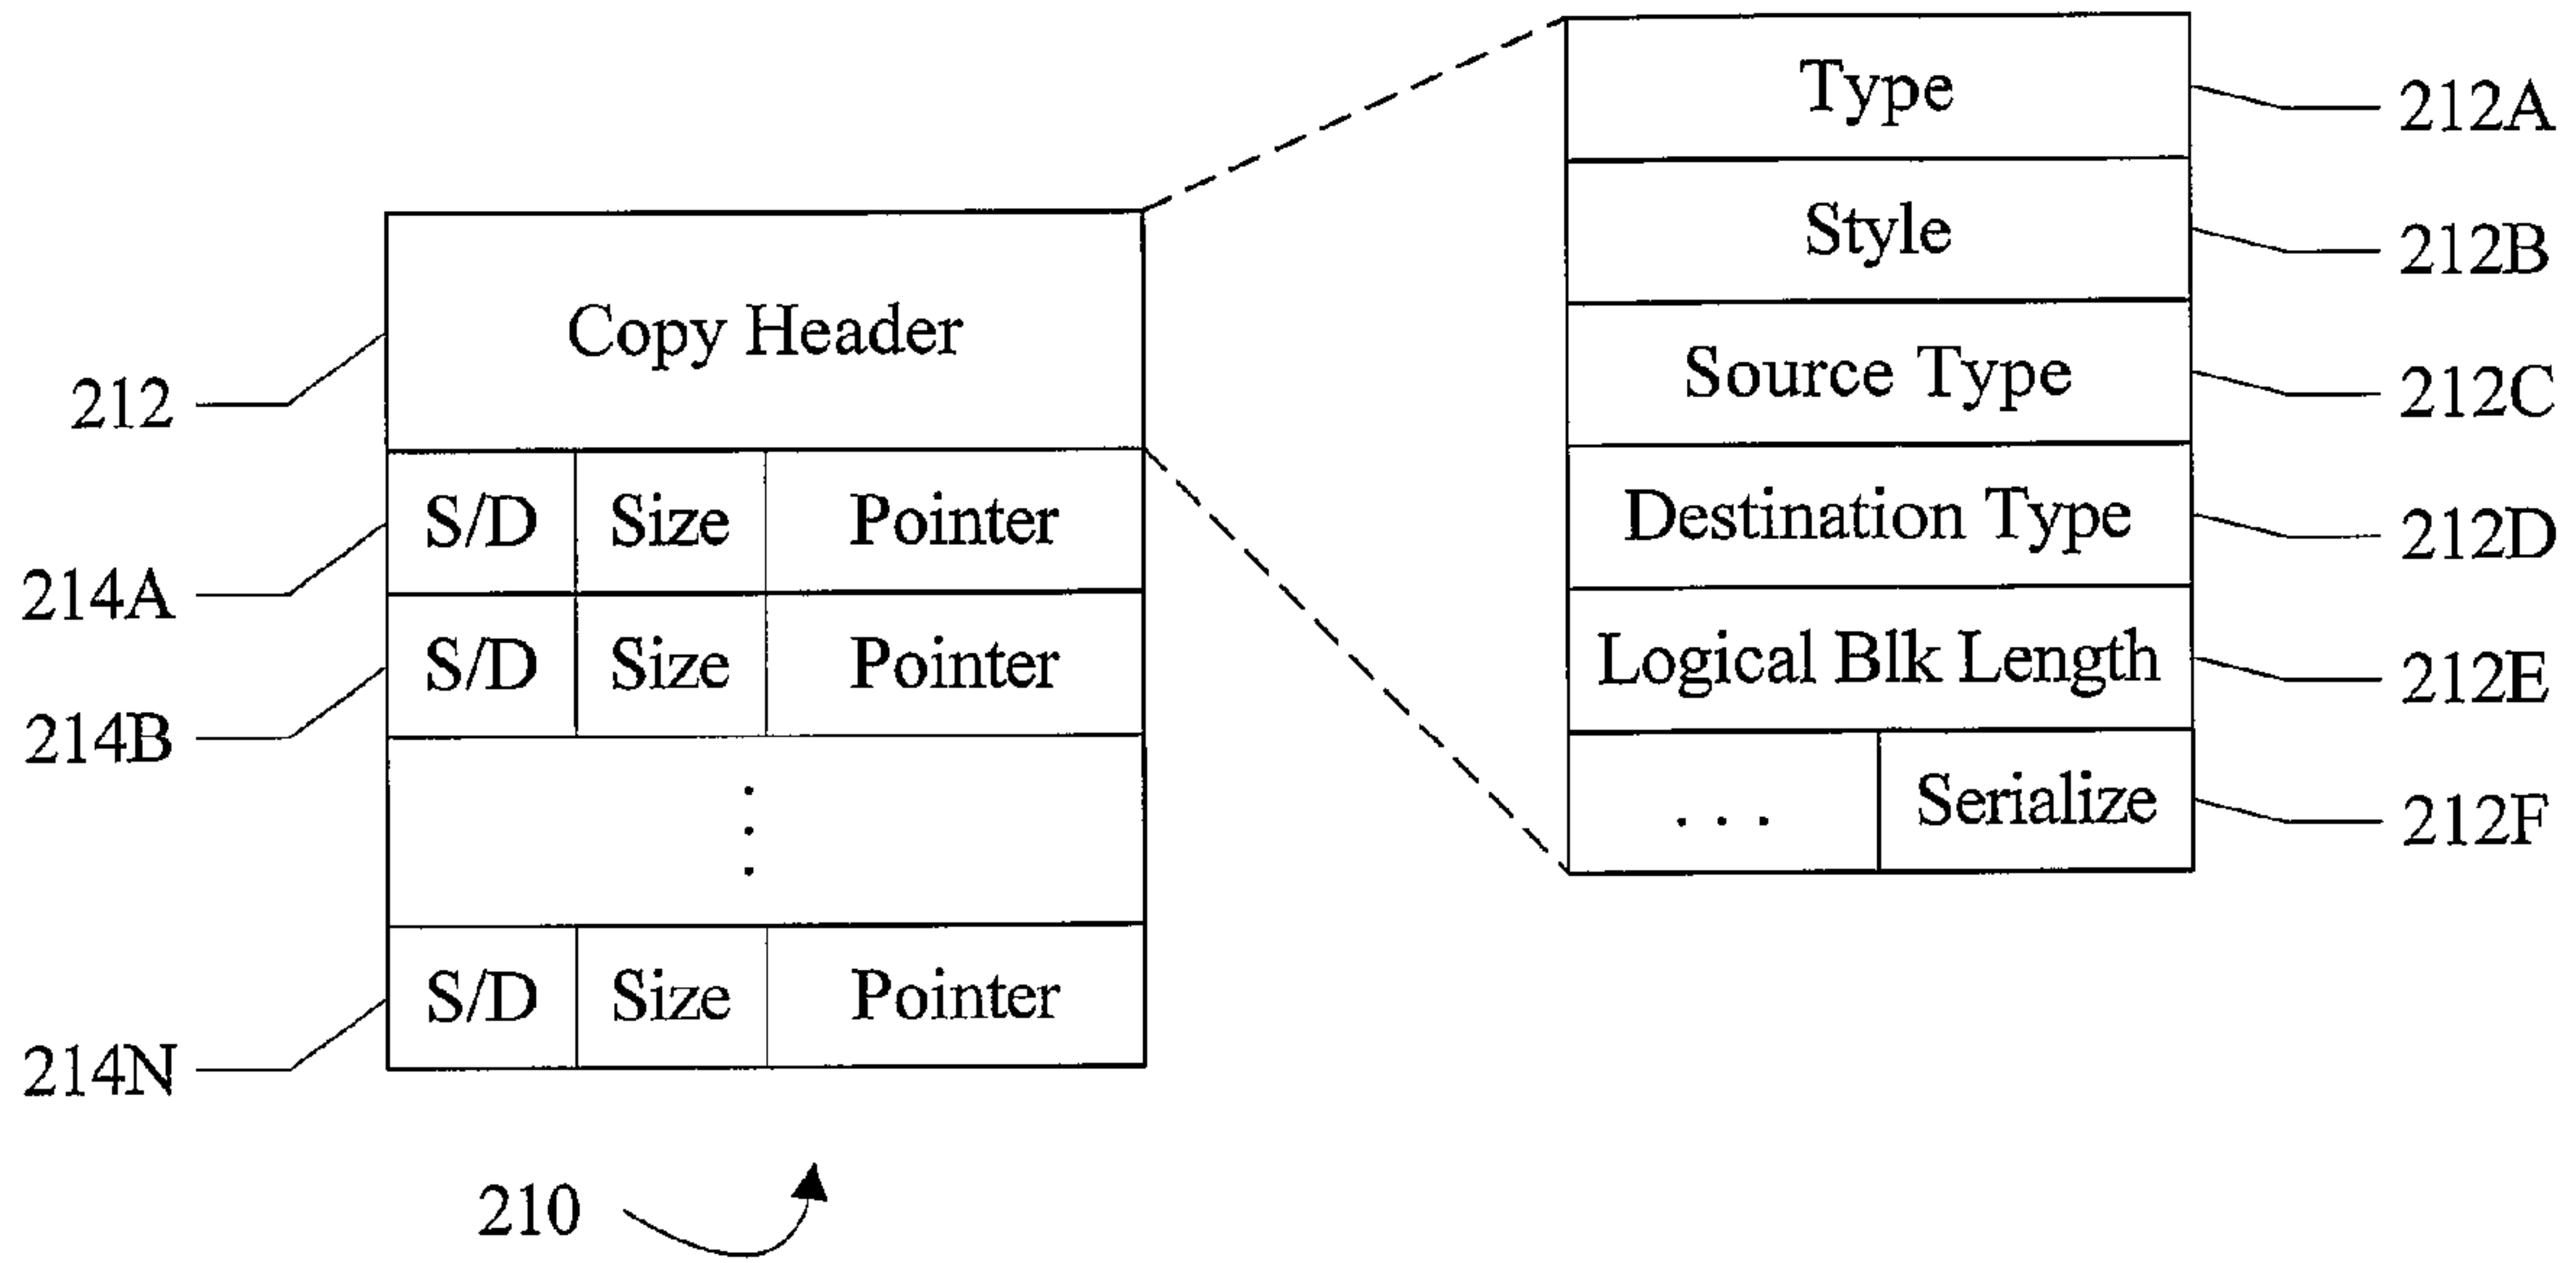 Type
212A
Style
212B
Copy Header
212
Source Type
212C
S/D Size Pointer
214A
Destination Type
212D
S/D Size Pointer
214B
Logical Blk Length
212E
. . . Serialize
212F
S/D Size Pointer
214N
210